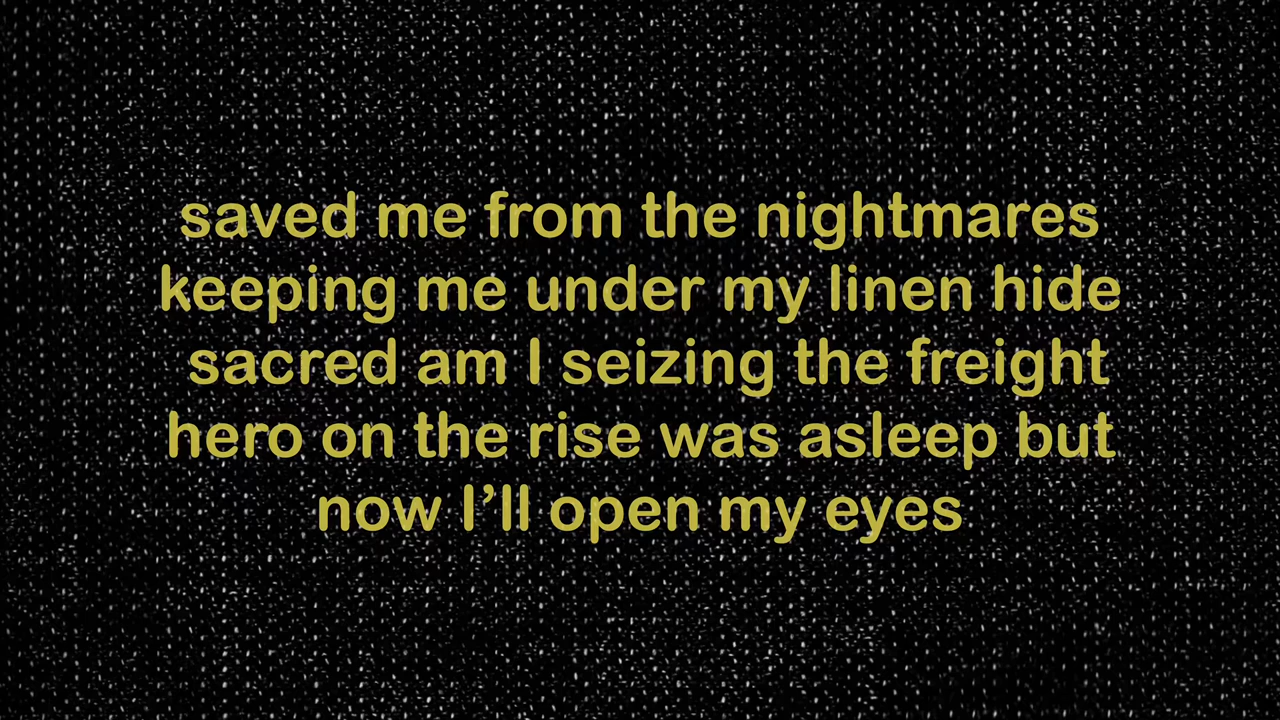 saved me from the nightmares
keeping me under my linen hide
sacred am I seizing the freight
hero on the rise was asleep but
now I’ll open my eyes